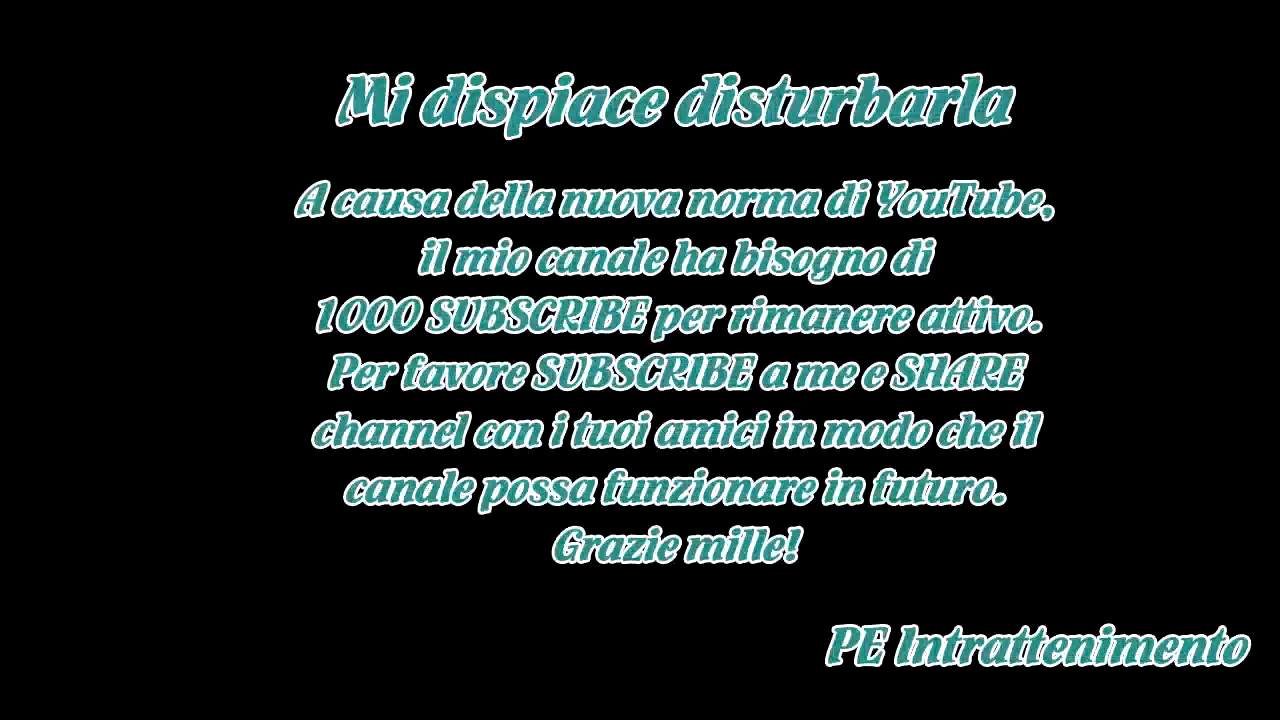 Mi dispiace disturbarla
A causa della nuova norma di YouTube,
il mio canale ha bisogno di
1000 SUBSCRIBE per rimanere attivo.
Per favore SUBSCRIBE a me e SHARE
channel con i tuoi amici in modo che il
canale possa funzionare in futuro.
Grazie mille!
PE Intrattenimento